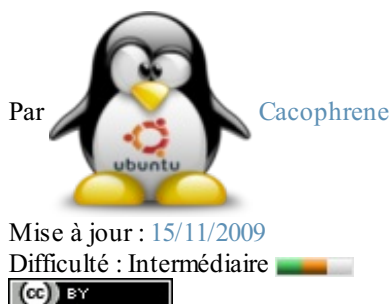 Par Cacophrene
ubuntu
Mise à jour : 15/11/2009
Difficulté : Intermédiaire
(cc) BY